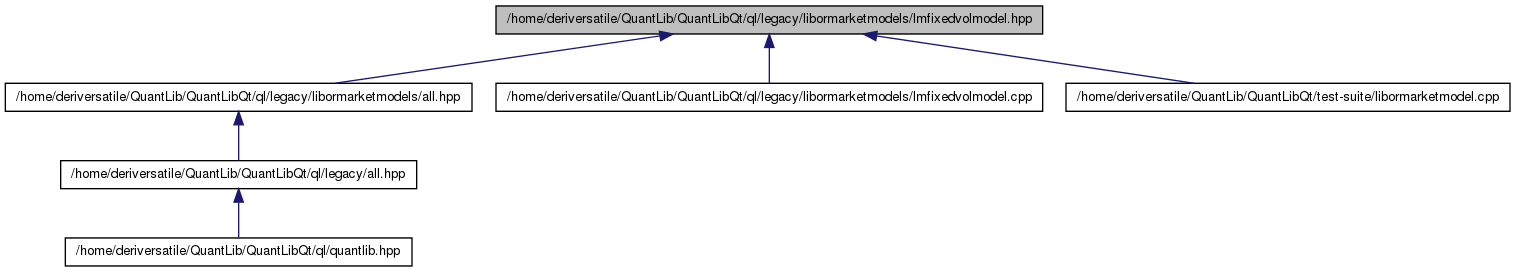 /home/deriversatile/QuantLib/QuantLibQt/ql/legacy/libormarketmodels/lmfixedvolmodel.hpp
/home/deriversatile/QuantLib/QuantLibQt/ql/legacy/libormarketmodels/all.hpp
/home/deriversatile/QuantLib/QuantLibQt/ql/legacy/libormarketmodels/lmfixedvolmodel.cpp
/home/deriversatile/QuantLib/QuantLibQt/test-suite/libormarketmodel.cpp
/home/deriversatile/QuantLib/QuantLibQt/ql/legacy/all.hpp
/home/deriversatile/QuantLib/QuantLibQt/ql/quantlib.hpp